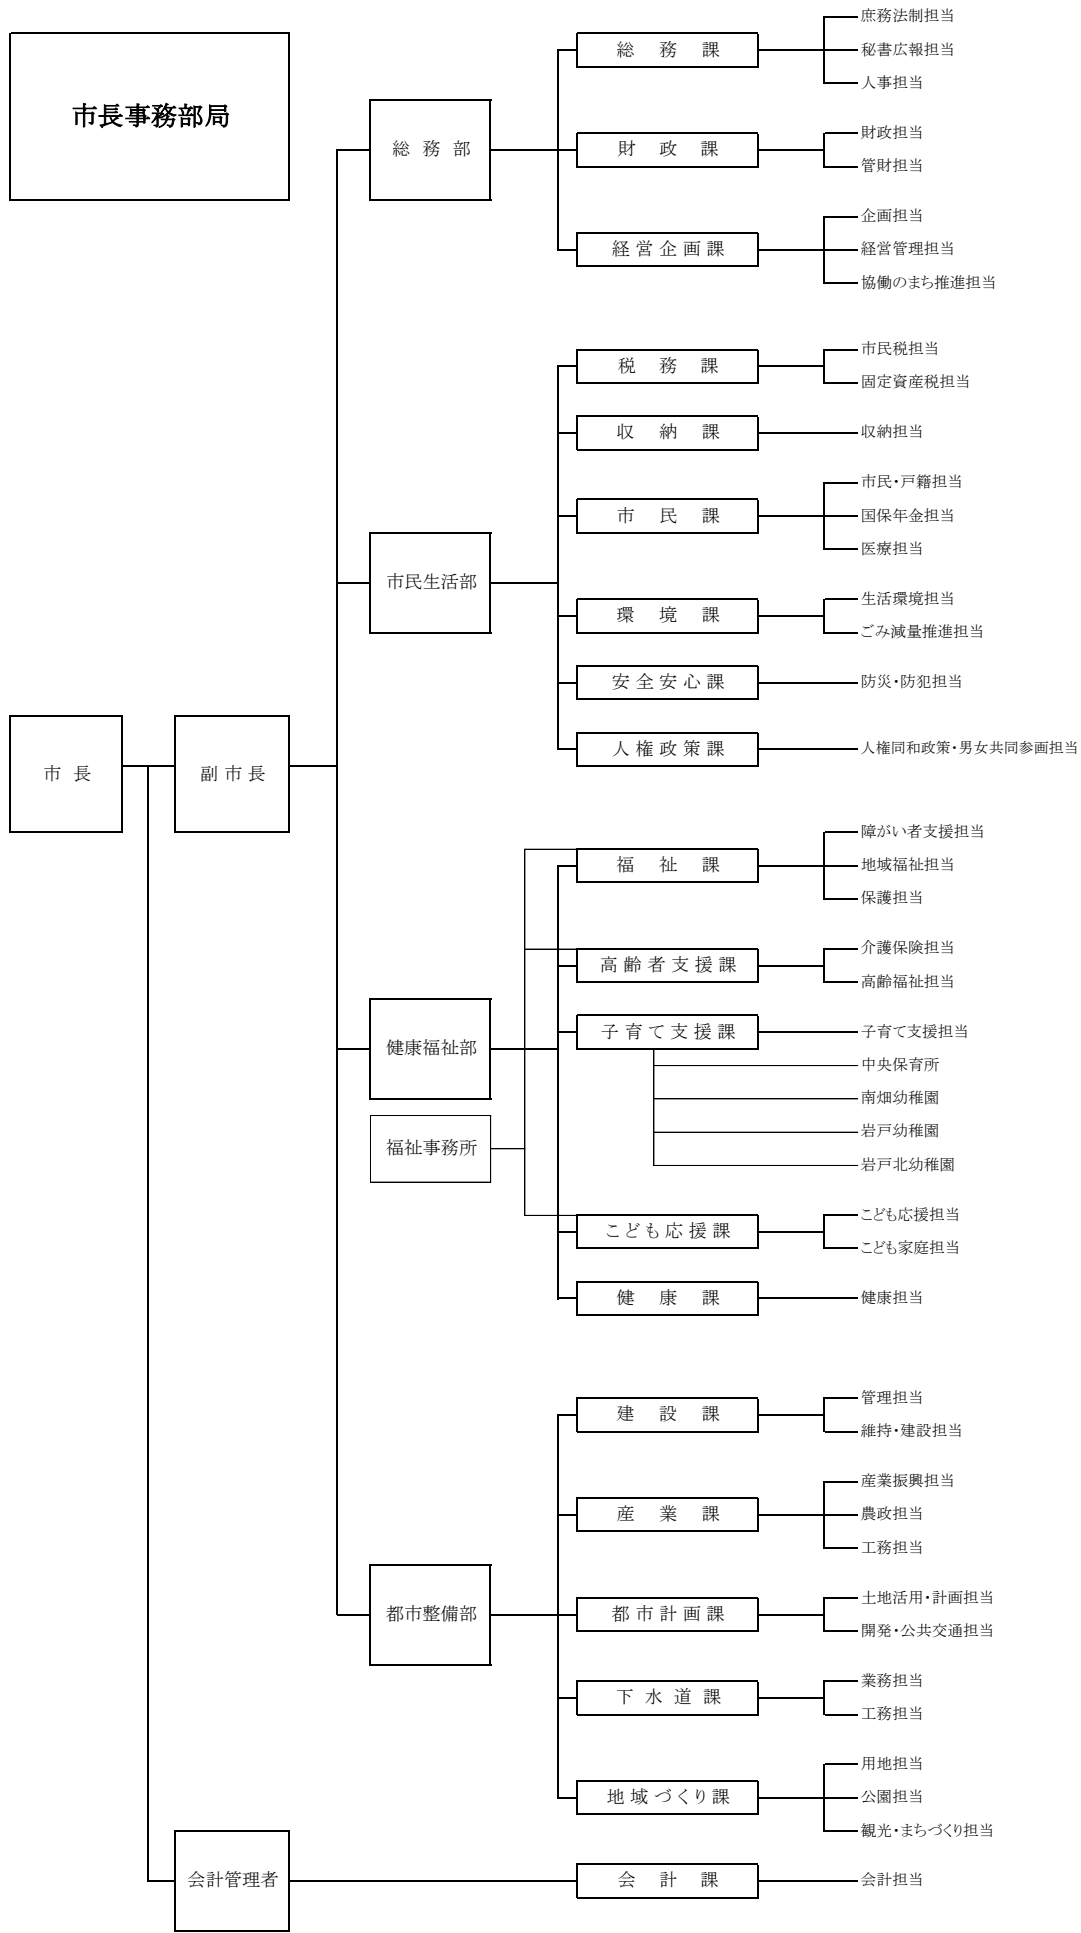 市長事務部局
庶務法制担当
総務課
秘書広報担当
人事担当
総務部
財政課
財政担当
管財担当
企画担当
経営企画課
経営管理担当
協働のまち推進担当
税務課
市民税担当
固定資産税担当
収納課
収納担当
市民・戸籍担当
市民課
国保年金担当
医療担当
市民生活部
環境課
生活環境担当
ごみ減量推進担当
安全安心課
防災・防犯担当
人権政策課
人権同和政策・男女共同参画担当
市長
副市長
障がい者支援担当
福祉課
地域福祉担当
保護担当
高齢者支援課
介護保険担当
高齢福祉担当
子育て支援課
子育て支援担当
健康福祉部
中央保育所
南畑幼稚園
岩戸幼稚園
福祉事務所
岩戸北幼稚園
こども応援課
こども応援担当
こども家庭担当
健康課
健康担当
建設課
管理担当
維持・建設担当
産業振興担当
産業課
農政担当
工務担当
都市整備部
都市計画課
土地活用・計画担当
開発・公共交通担当
下水道課
業務担当
工務担当
用地担当
地域づくり課
公園担当
観光・まちづくり担当
会計管理者
会計課
会計担当